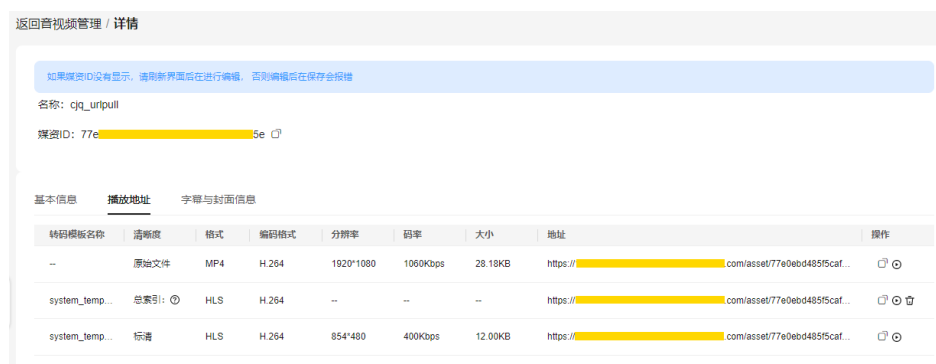 返回音视频管理 / 详情
如果媒资ID没有显示，请刷新界面后在进行编辑， 否则编辑后在保存会报错
名称：cjq_urlpull
媒资ID：77e 5e
基本信息 播放地址 字幕与封面信息
转码模板名称 清晰度 格式 编码格式 分辨率 码率 大小 地址 操作
-- 原始文件 MP4 H.264 1920*1080 1060Kbps 28.18KB https:// .com/asset/77e0ebd485f5caf...
system_temp... 总索引： HLS H.264 -- -- -- https:// .com/asset/77e0ebd485f5caf...
system_temp... 标清 HLS H.264 854*480 400Kbps 12.00KB https:// .com/asset/77e0ebd485f5caf...